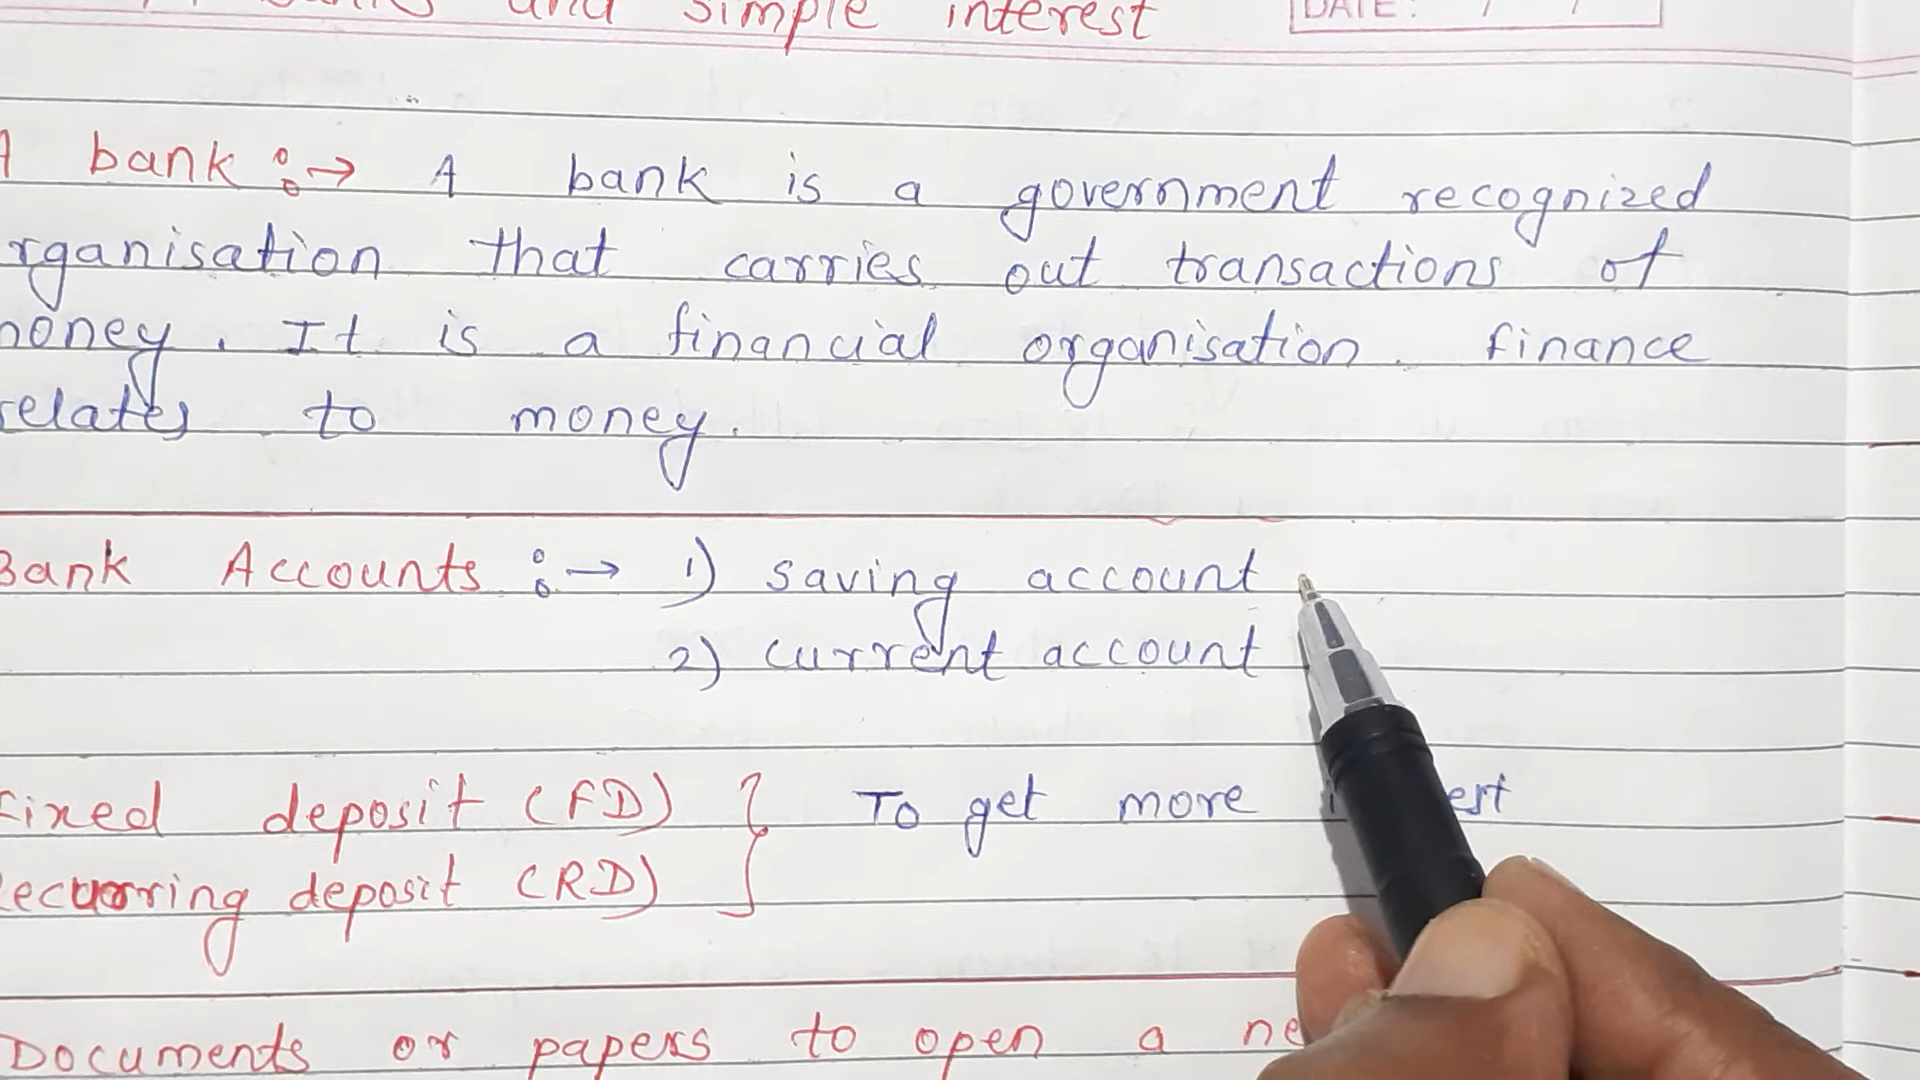 and simple interest
DATE: / /
A bank :→ A bank is a government recognized
rganisation that carries out transactions of
money. It is a financial organisation. finance
relates to money.
Bank Accounts :→ 1) saving account
2) current account
Fixed deposit (FD) } To get more
Recurring deposit (RD)
Documents or papers to open a